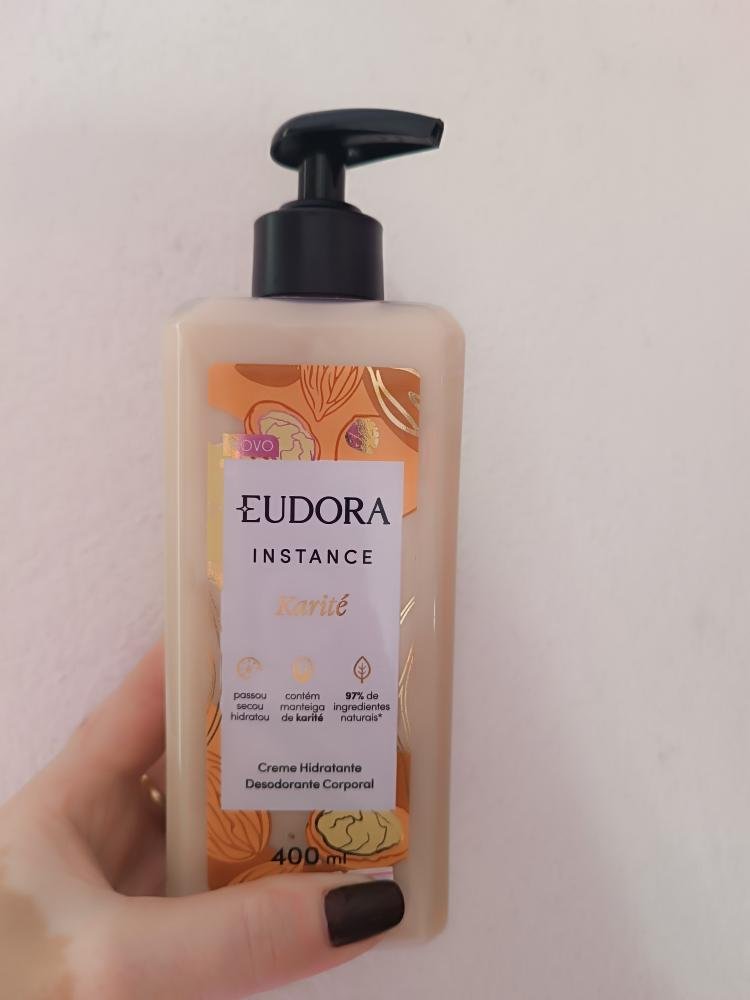 OVO
EUDORA
INSTANCE
Karité
passou
secou
hidratou
contém
manteiga
de karité
97% de
ingredientes
naturais*
Creme Hidratante
Desodorante Corporal
400 ml